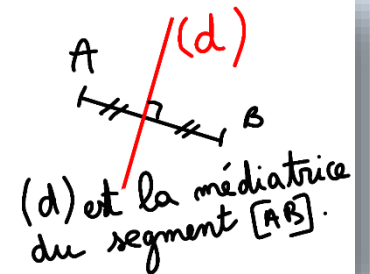 (d)
A
B
(d) est la médiatrice
du segment [AB].